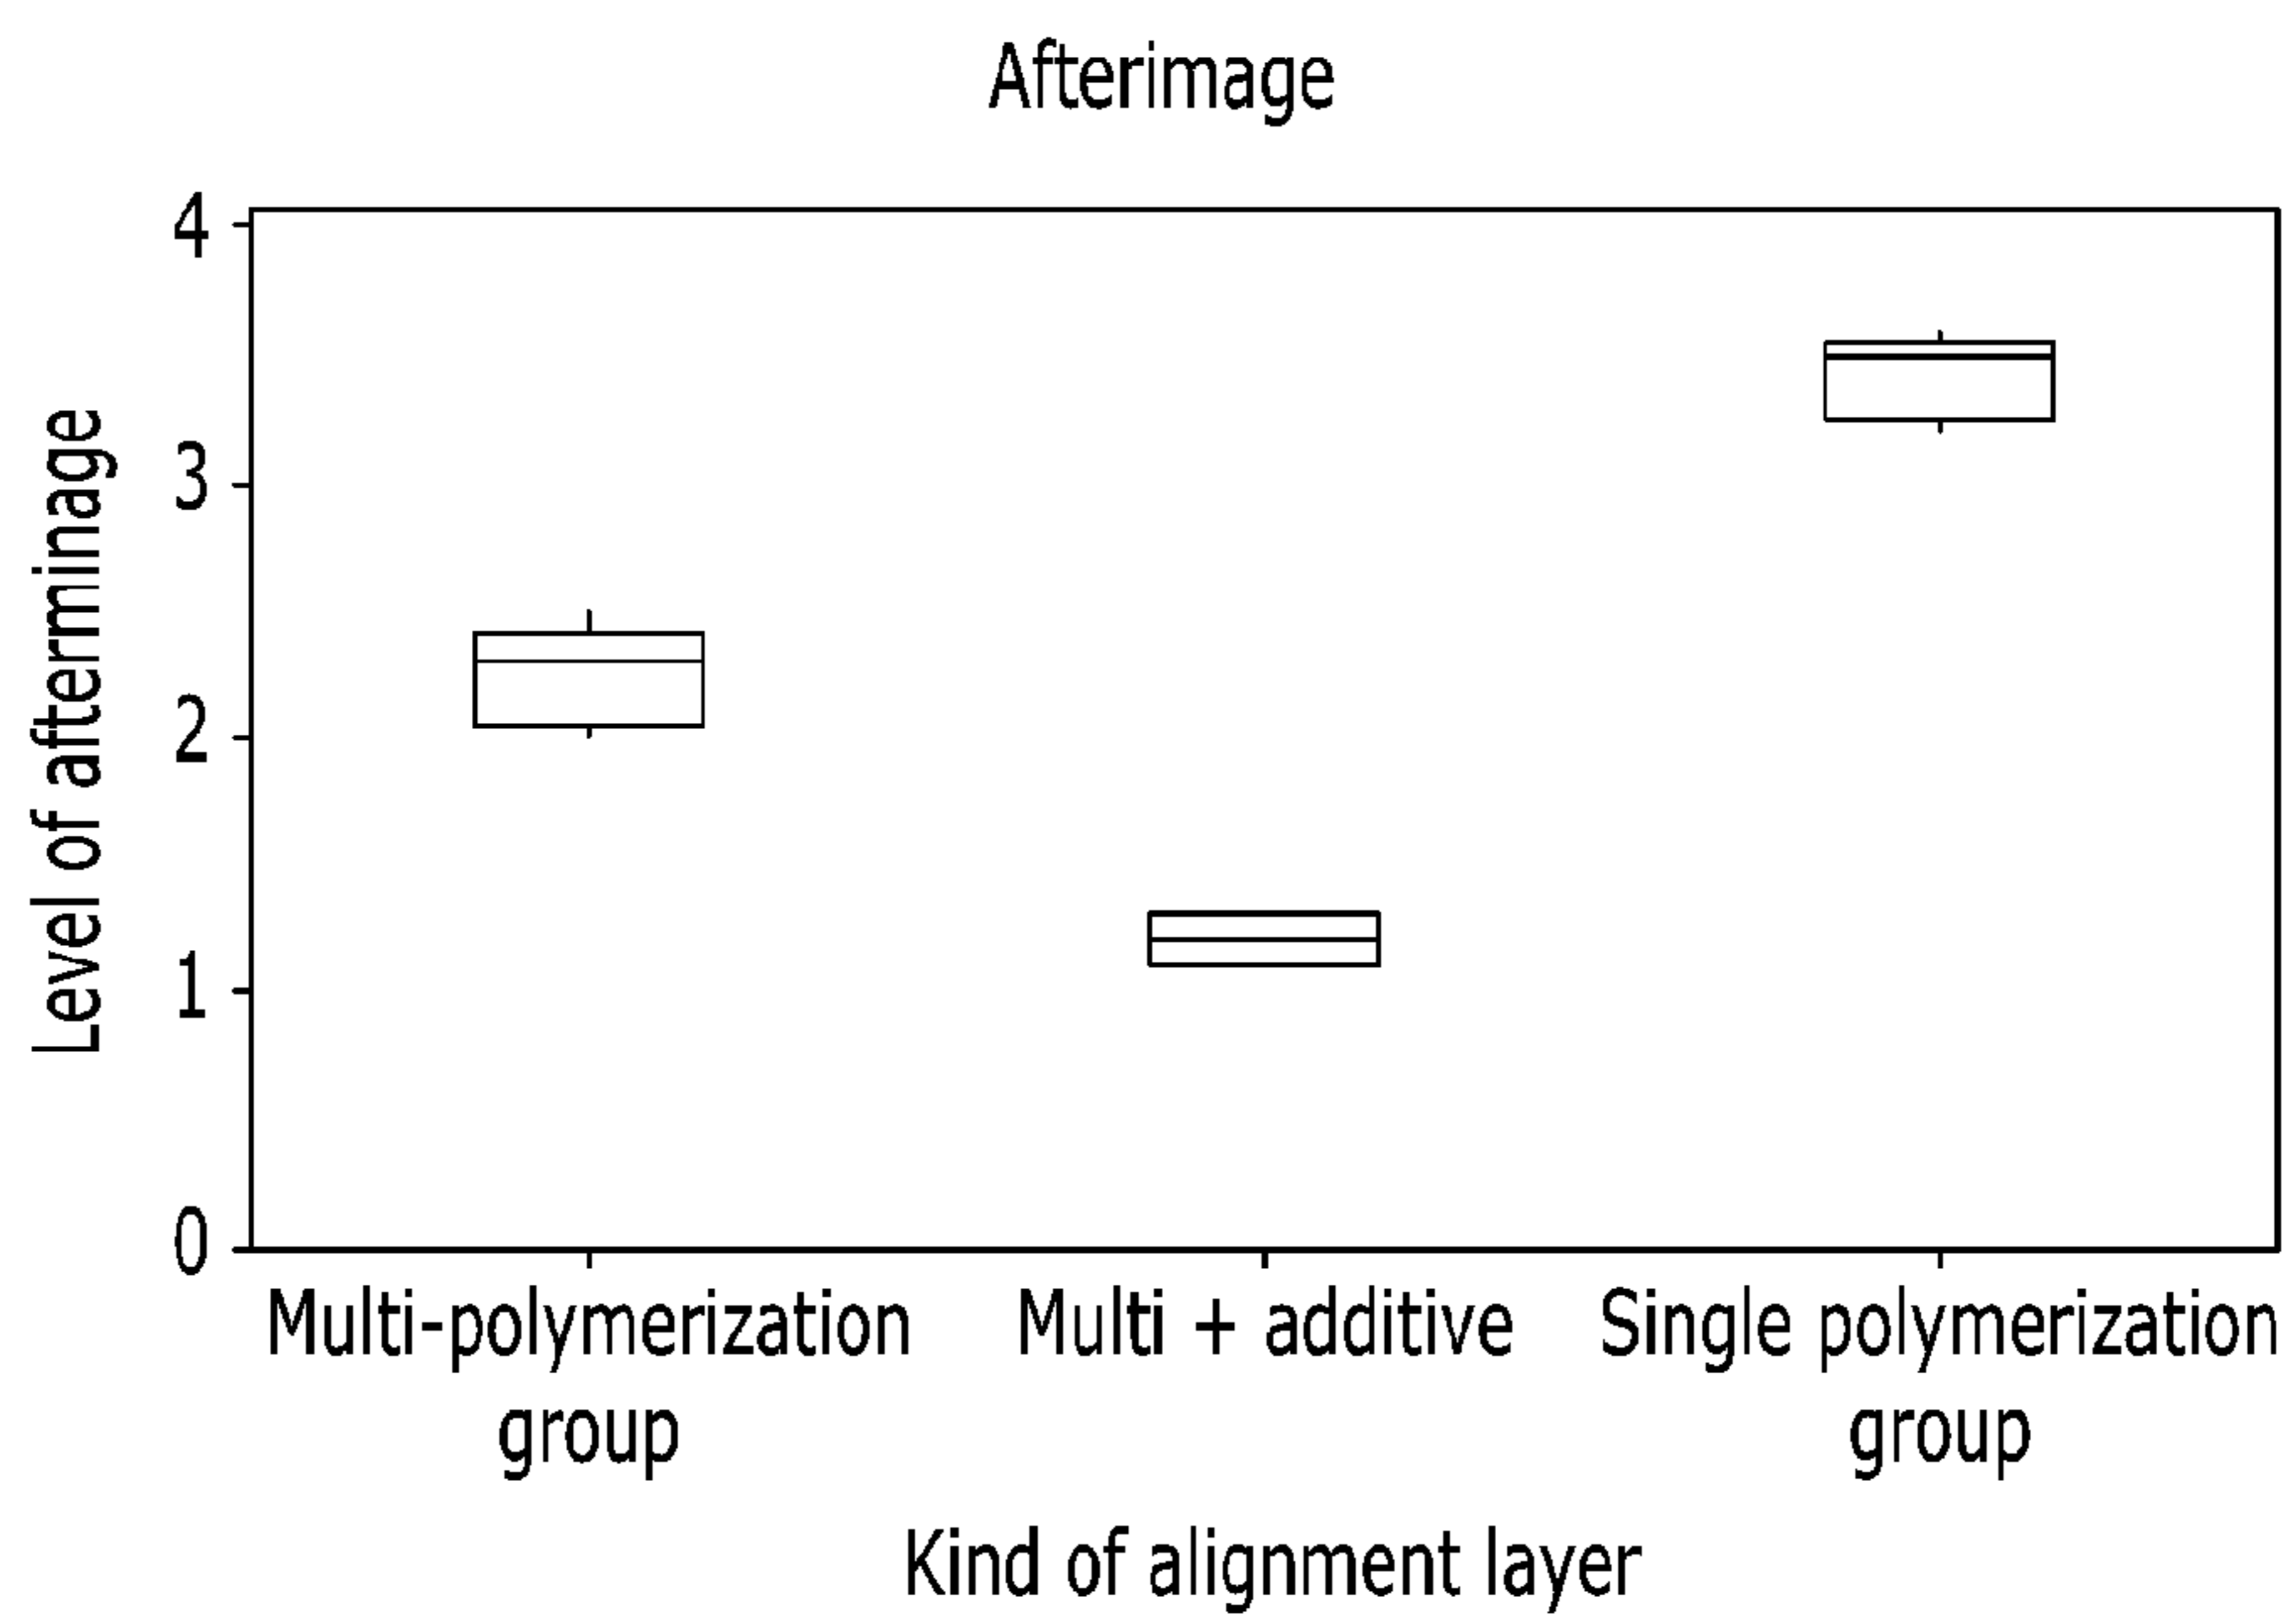 Afterimage
4
3
2
1
0
Level of afterminage
Multi-polymerization
group
Multi + additive
Single polymerization
group
Kind of alignment layer